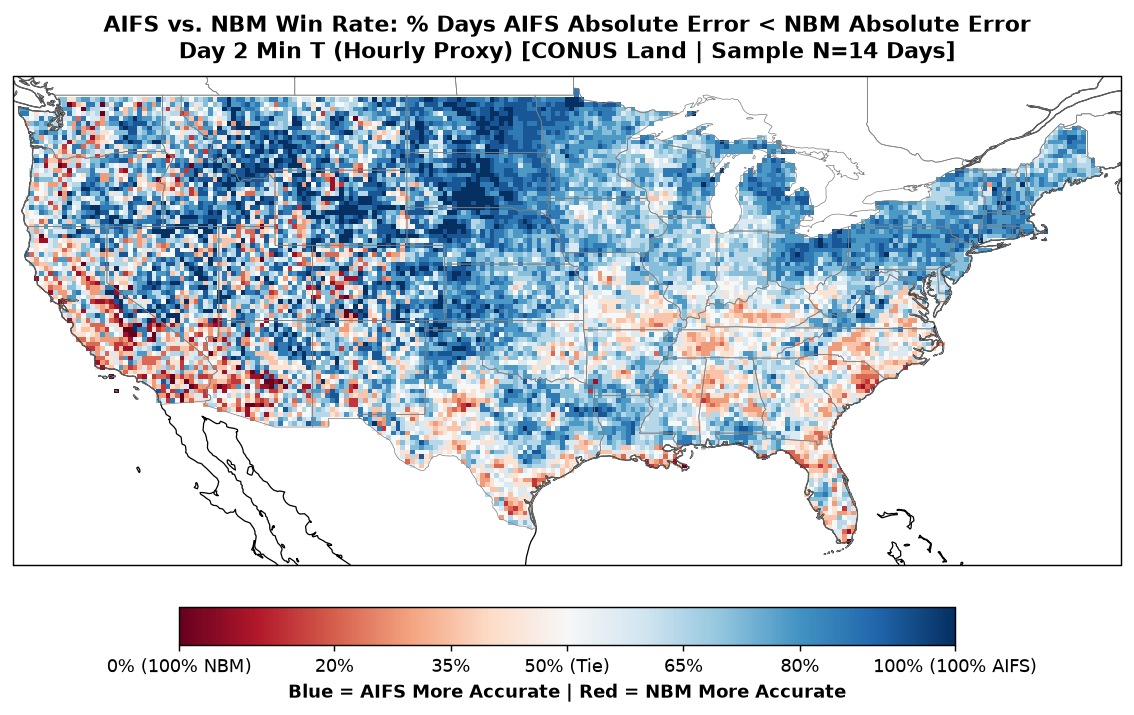 AIFS vs. NBM Win Rate: % Days AIFS Absolute Error < NBM Absolute Error
Day 2 Min T (Hourly Proxy) [CONUS Land | Sample N=14 Days]
0% (100% NBM) 20% 35% 50% (Tie) 65% 80% 100% (100% AIFS)
Blue = AIFS More Accurate | Red = NBM More Accurate